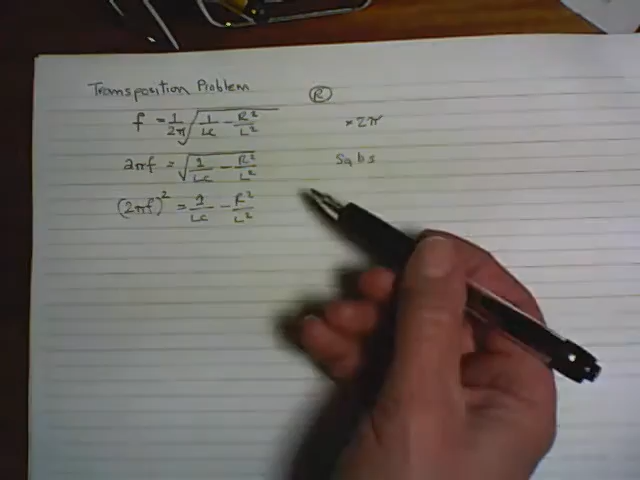 Transposition Problem (R)
f = 1/2π √(1/LC − R²/L²) ×2π
2πf = √(1/LC − R²/L²) Sq bs
(2πf)² = 1/LC − R²/L²